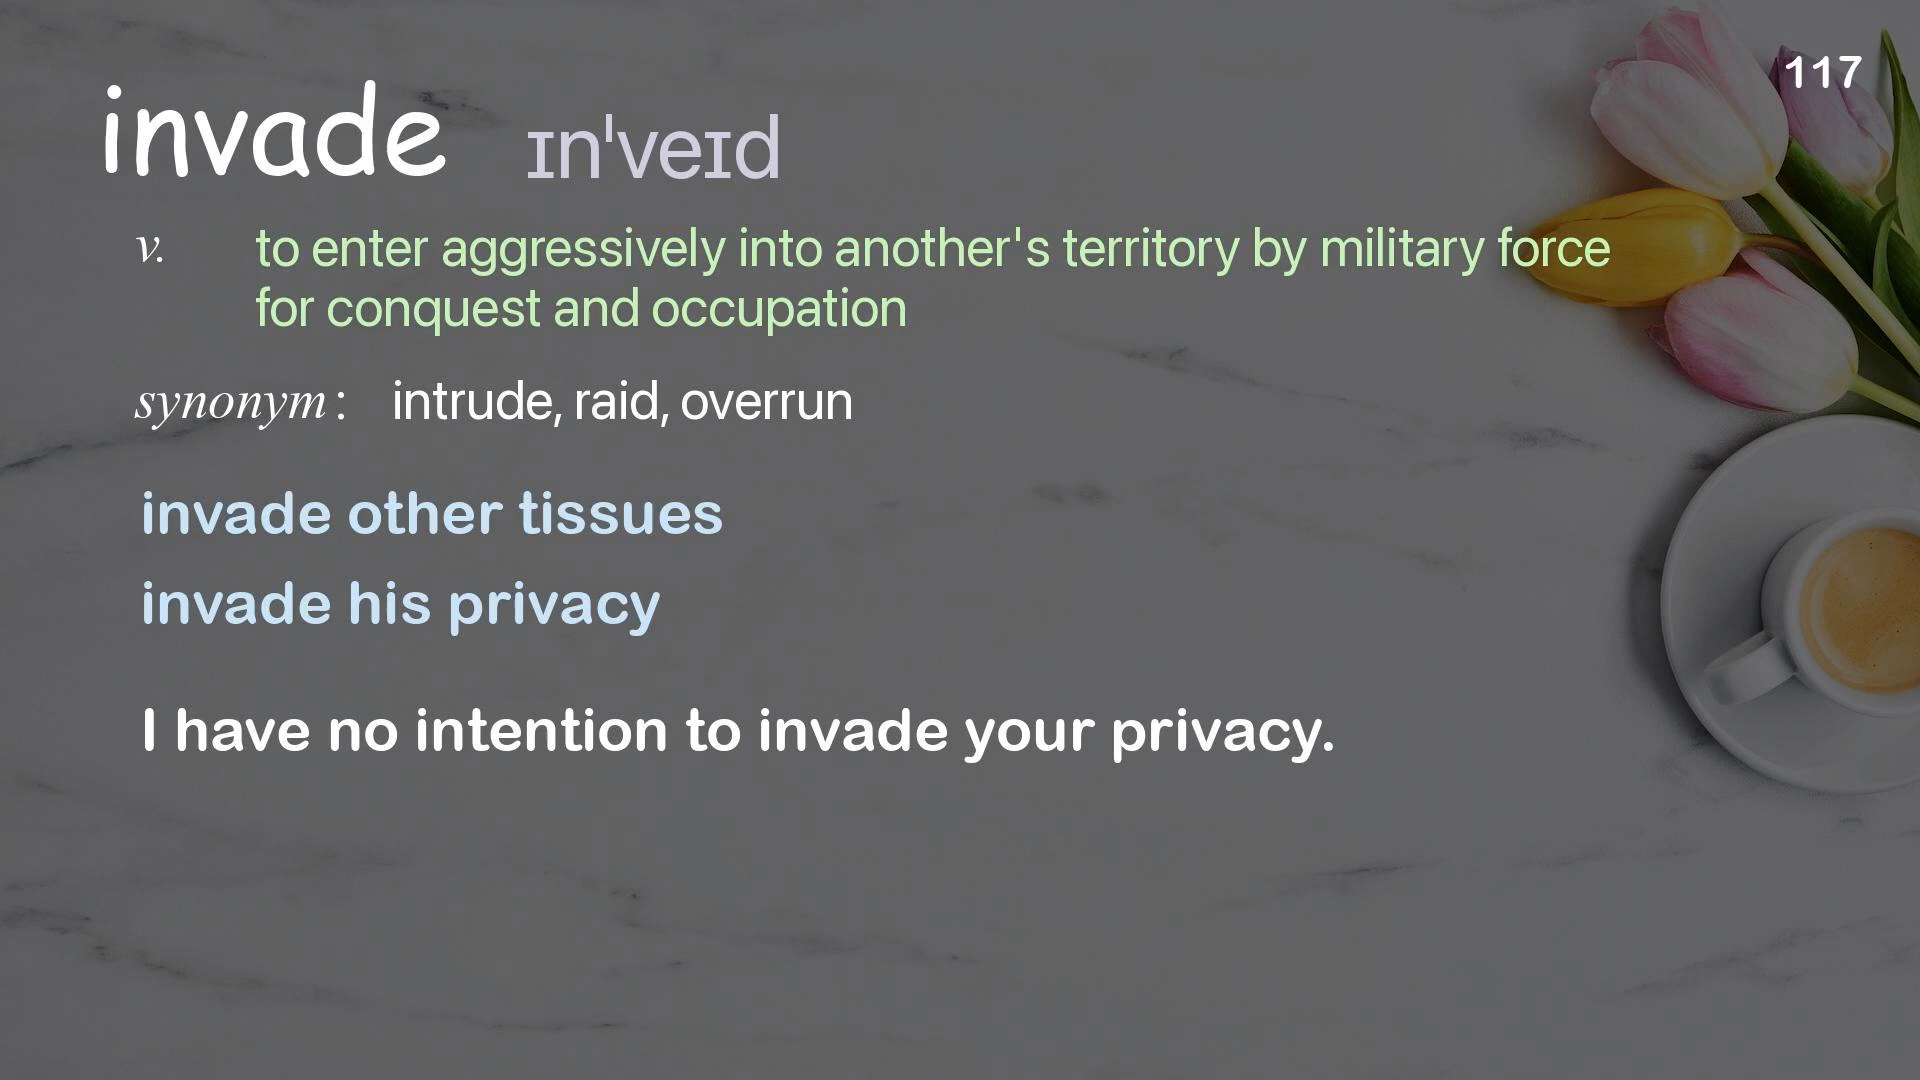 117
invade ɪnˈveɪd
v. to enter aggressively into another's territory by military force
for conquest and occupation
synonym : intrude, raid, overrun
invade other tissues
invade his privacy
I have no intention to invade your privacy.